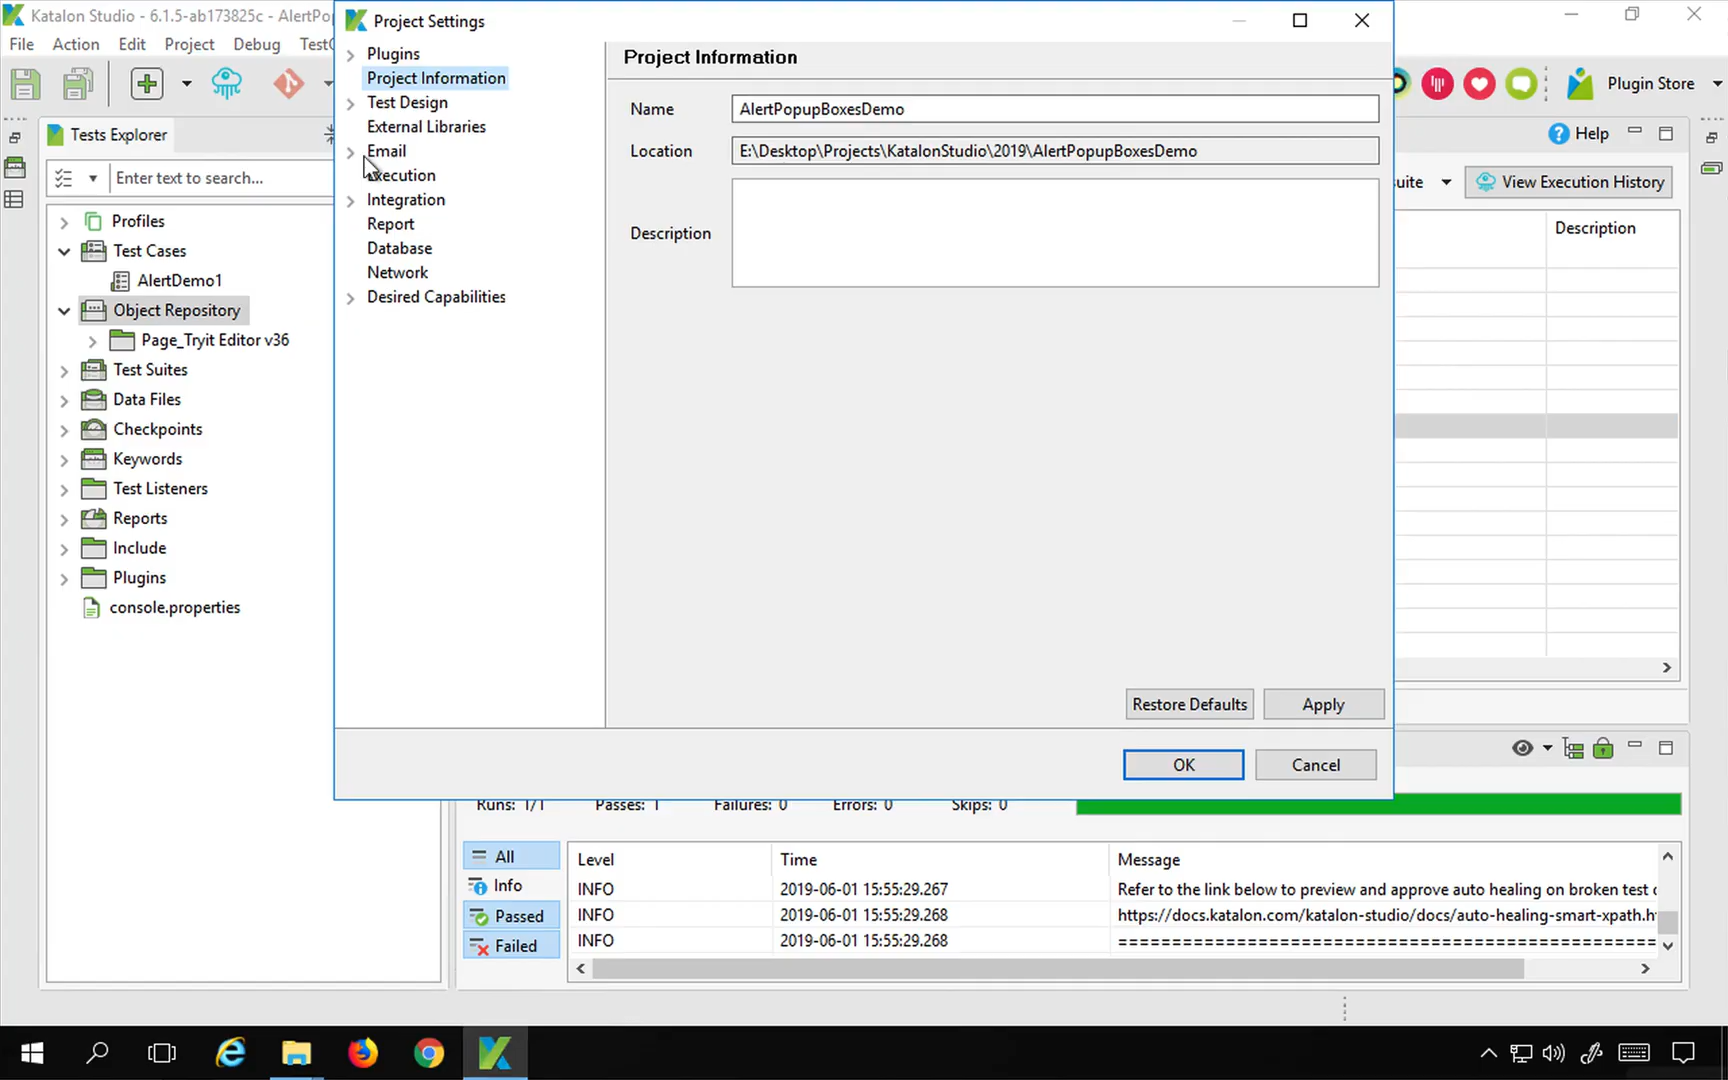 Katalon Studio - 6.1.5-ab173825c - AlertPop
Project Settings
File Action Edit Project Debug TestO
Plugin Store
Tests Explorer
Enter text to search...
Profiles
Test Cases
AlertDemo1
Object Repository
Page_Tryit Editor v36
Test Suites
Data Files
Checkpoints
Keywords
Test Listeners
Reports
Include
Plugins
console.properties
Plugins
Project Information
Test Design
External Libraries
Email
Execution
Integration
Report
Database
Network
Desired Capabilities
Project Information
Name AlertPopupBoxesDemo
Location E:\Desktop\Projects\KatalonStudio\2019\AlertPopupBoxesDemo
Description
Restore Defaults Apply
OK Cancel
Help
uite View Execution History
Description
Runs: 1/1 Passes: 1 Failures: 0 Errors: 0 Skips: 0
All
Info
Passed
Failed
Level Time Message
INFO 2019-06-01 15:55:29.267 Refer to the link below to preview and approve auto healing on broken test
INFO 2019-06-01 15:55:29.268 https://docs.katalon.com/katalon-studio/docs/auto-healing-smart-xpath.h
INFO 2019-06-01 15:55:29.268 ==================================================